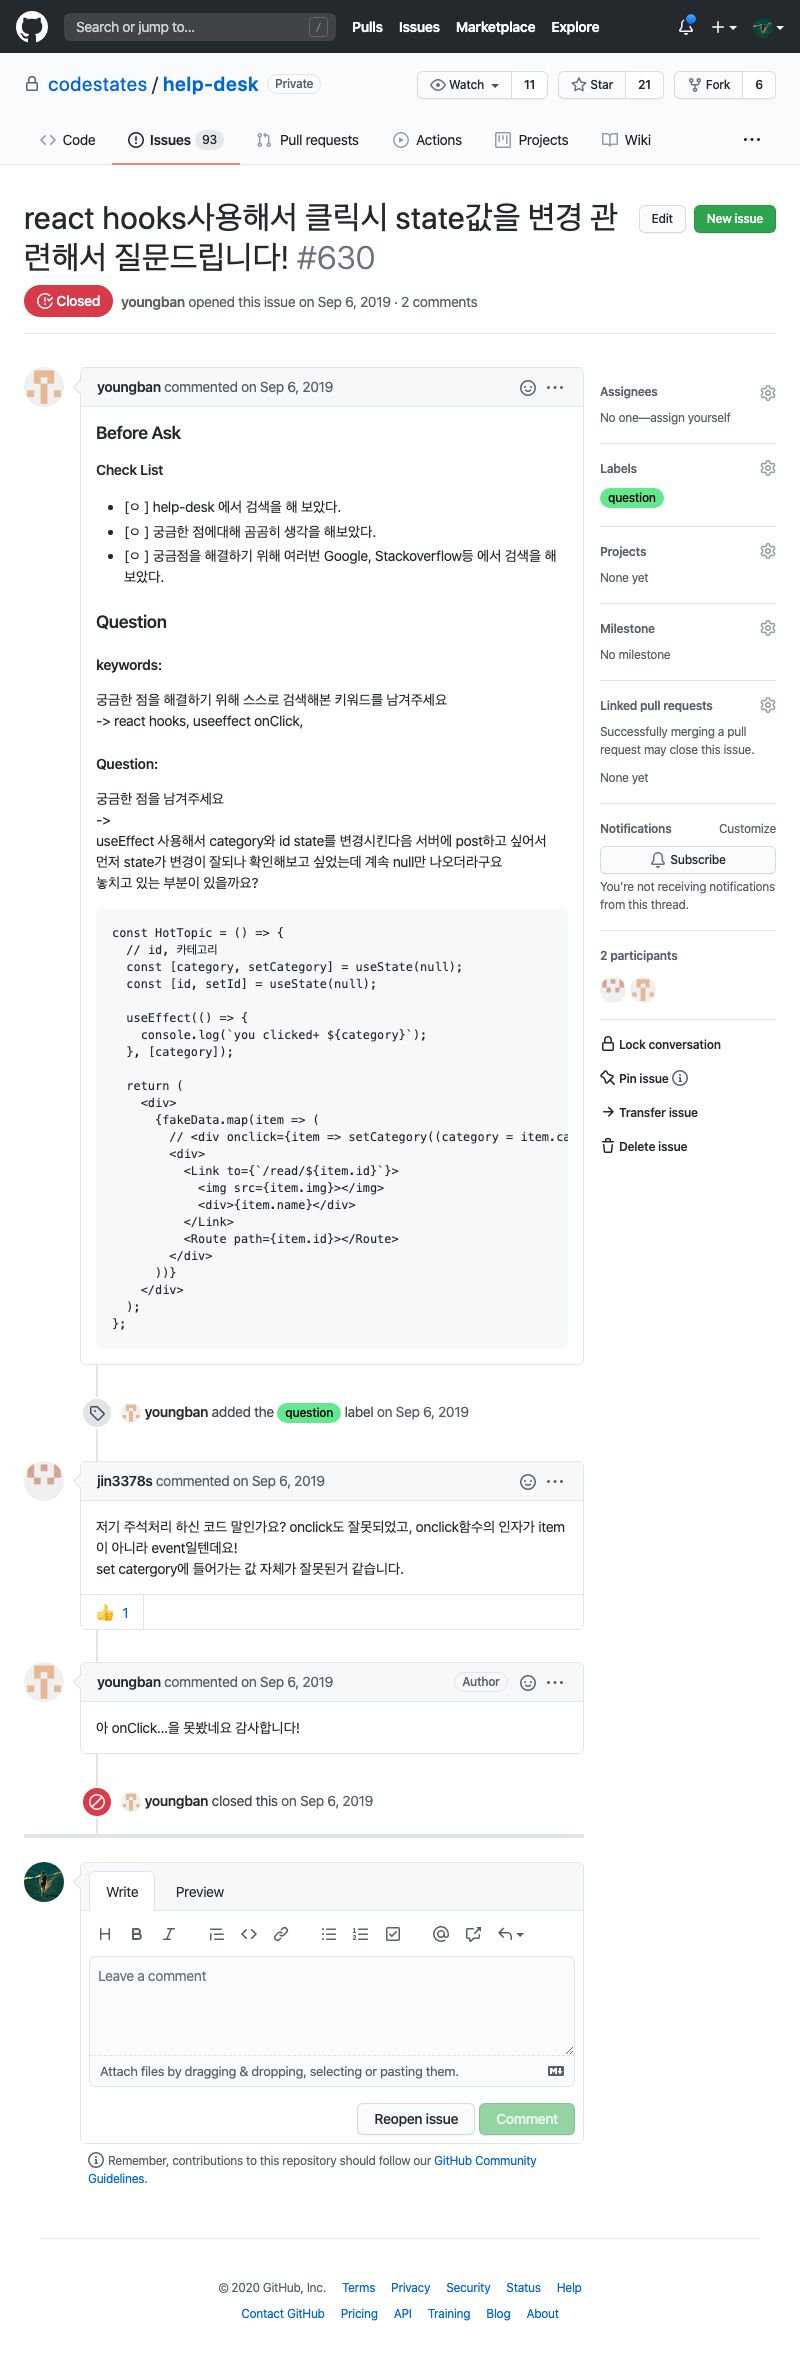 Search or jump to... /
Pulls Issues Marketplace Explore
codestates / help-desk Private
Watch 11 Star 21 Fork 6
Code Issues 93 Pull requests Actions Projects Wiki ...
react hooks사용해서 클릭시 state값을 변경 관
련해서 질문드립니다! #630
Edit New issue
Closed youngban opened this issue on Sep 6, 2019 · 2 comments
youngban commented on Sep 6, 2019
Before Ask
Check List
• [ㅇ ] help-desk 에서 검색을 해 보았다.
• [ㅇ ] 궁금한 점에대해 곰곰히 생각을 해보았다.
• [ㅇ ] 궁금점을 해결하기 위해 여러번 Google, Stackoverflow등 에서 검색을 해
보았다.
Question
keywords:
궁금한 점을 해결하기 위해 스스로 검색해본 키워드를 남겨주세요
-> react hooks, useeffect onClick,
Question:
궁금한 점을 남겨주세요
->
useEffect 사용해서 category와 id state를 변경시킨다음 서버에 post하고 싶어서
먼저 state가 변경이 잘되나 확인해보고 싶었는데 계속 null만 나오더라구요
놓치고 있는 부분이 있을까요?
const HotTopic = () => {
  // id, 카테고리
  const [category, setCategory] = useState(null);
  const [id, setId] = useState(null);
  useEffect(() => {
    console.log(`you clicked+ ${category}`);
  }, [category]);
  return (
    <div>
      {fakeData.map(item => (
        // <div onclick={item => setCategory((category = item.ca
        <div>
          <Link to={`/read/${item.id}`}>
            <img src={item.img}></img>
            <div>{item.name}</div>
          </Link>
          <Route path={item.id}></Route>
        </div>
      ))}
    </div>
  );
};
youngban added the question label on Sep 6, 2019
jin3378s commented on Sep 6, 2019
저기 주석처리 하신 코드 말인가요? onclick도 잘못되었고, onclick함수의 인자가 item
이 아니라 event일텐데요!
set catergory에 들어가는 값 자체가 잘못된거 같습니다.
👍 1
youngban commented on Sep 6, 2019 Author
아 onClick...을 못봤네요 감사합니다!
youngban closed this on Sep 6, 2019
Assignees
No one—assign yourself
Labels
question
Projects
None yet
Milestone
No milestone
Linked pull requests
Successfully merging a pull
request may close this issue.
None yet
Notifications Customize
Subscribe
You're not receiving notifications
from this thread.
2 participants
Lock conversation
Pin issue
Transfer issue
Delete issue
Write Preview
Leave a comment
Attach files by dragging & dropping, selecting or pasting them.
Reopen issue Comment
Remember, contributions to this repository should follow our GitHub Community
Guidelines.
© 2020 GitHub, Inc. Terms Privacy Security Status Help
Contact GitHub Pricing API Training Blog About